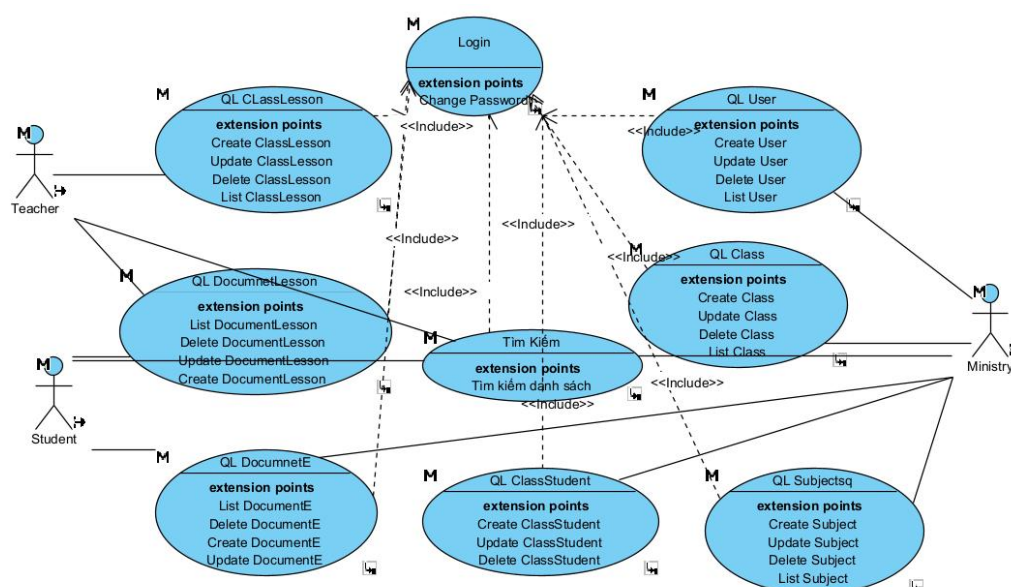 Login
extension points
Change Password
QL CLassLesson
extension points
Create ClassLesson
Update ClassLesson
Delete ClassLesson
List ClassLesson
<<Include>>
<<Include>>
QL User
extension points
Create User
Update User
Delete User
List User
Teacher
<<Include>>
<<Include>>
<<Include>>
QL Class
extension points
Create Class
Update Class
Delete Class
List Class
QL DocumnetLesson
extension points
List DocumentLesson
Delete DocumentLesson
Update DocumentLesson
Create DocumentLesson
<<Include>>
Tìm Kiếm
extension points
Tìm kiếm danh sách
<<Include>>
<<Include>>
Ministry
Student
QL DocumnetE
extension points
List DocumentE
Delete DocumentE
Create DocumentE
Update DocumentE
QL ClassStudent
extension points
Create ClassStudent
Update ClassStudent
Delete ClassStudent
QL Subjectsq
extension points
Create Subject
Update Subject
Delete Subject
List Subject